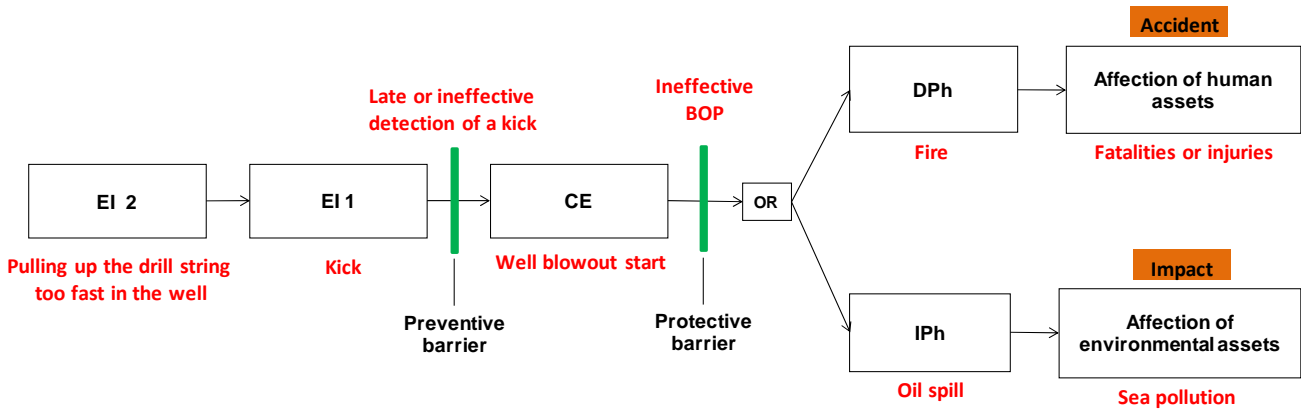 Accident
DPh
Affection of human
assets
Fire
Fatalities or injuries
Late or ineffective
detection of a kick
Ineffective
BOP
EI 2
EI 1
CE
OR
Pulling up the drill string
too fast in the well
Kick
Well blowout start
Preventive
barrier
Protective
barrier
Impact
IPh
Affection of
environmental assets
Oil spill
Sea pollution